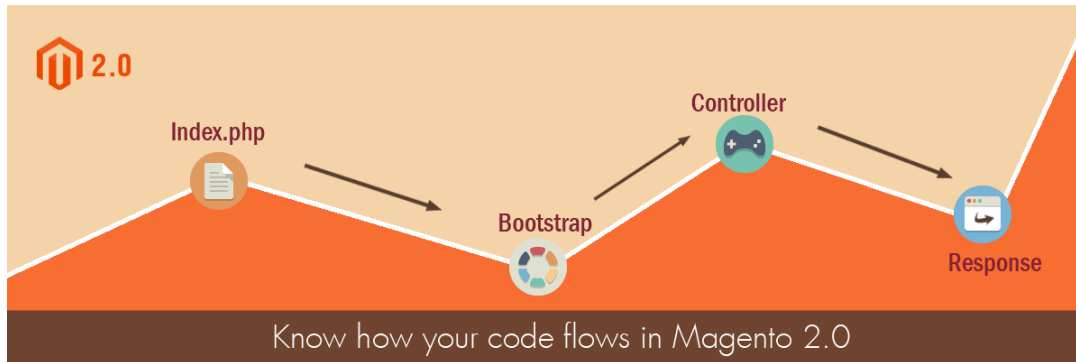 2.0
Index.php
Bootstrap
Controller
Response
Know how your code flows in Magento 2.0